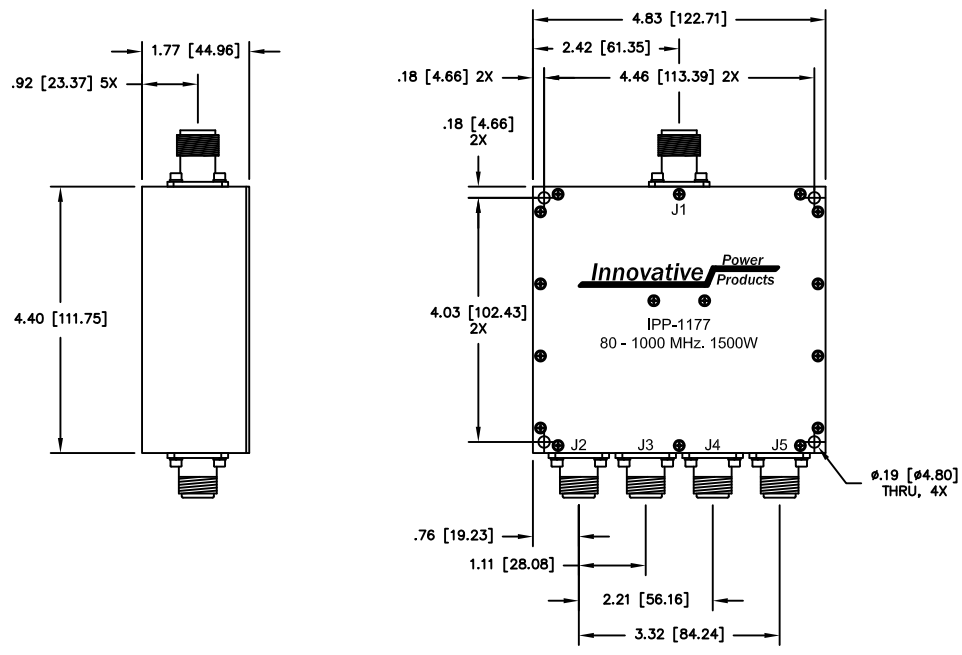 4.83 [122.71]
1.77 [44.96]
2.42 [61.35]
.92 [23.37] 5X
.18 [4.66] 2X
4.46 [113.39] 2X
.18 [4.66]
2X
J1
Innovative Power
Products
4.40 [111.75]
4.03 [102.43]
2X
IPP-1177
80 - 1000 MHz. 1500W
J2 J3 J4 J5
ø.19 [ø4.80]
THRU, 4X
.76 [19.23]
1.11 [28.08]
2.21 [56.16]
3.32 [84.24]